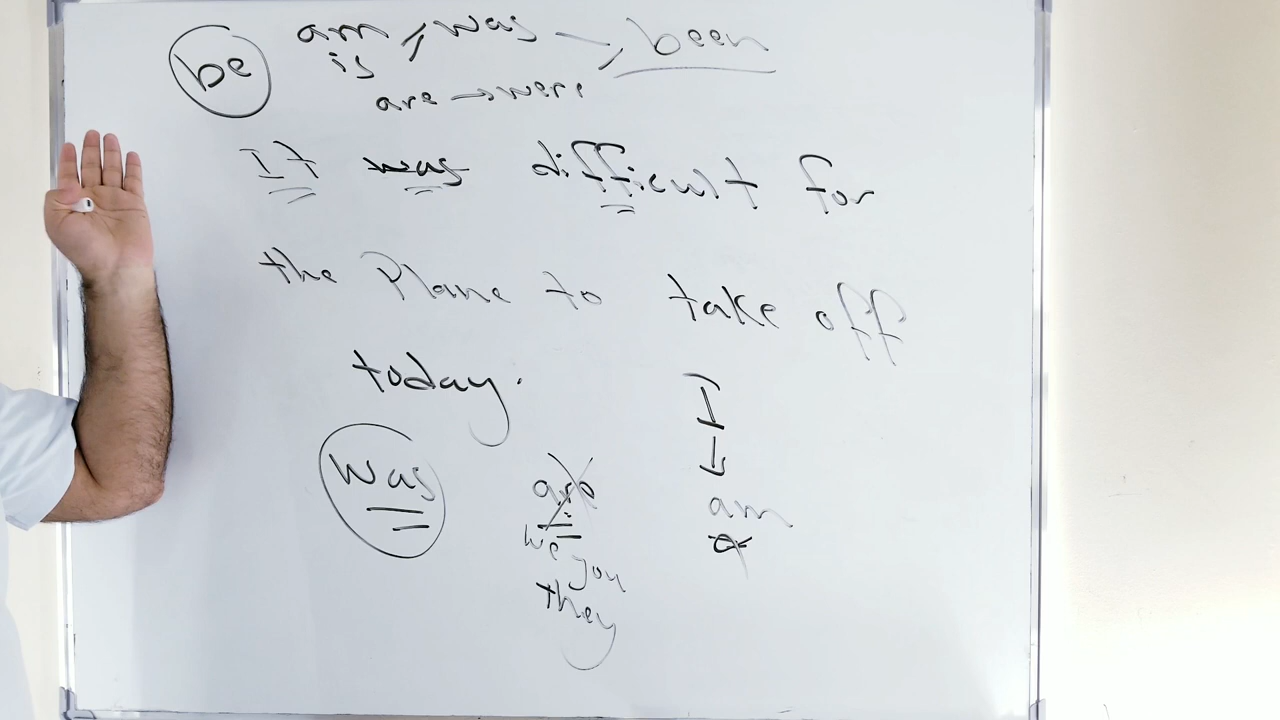 be am → was → been
is
are → were
It was difficult for
the Plane to take off
today.
was are I
am
we
you
they